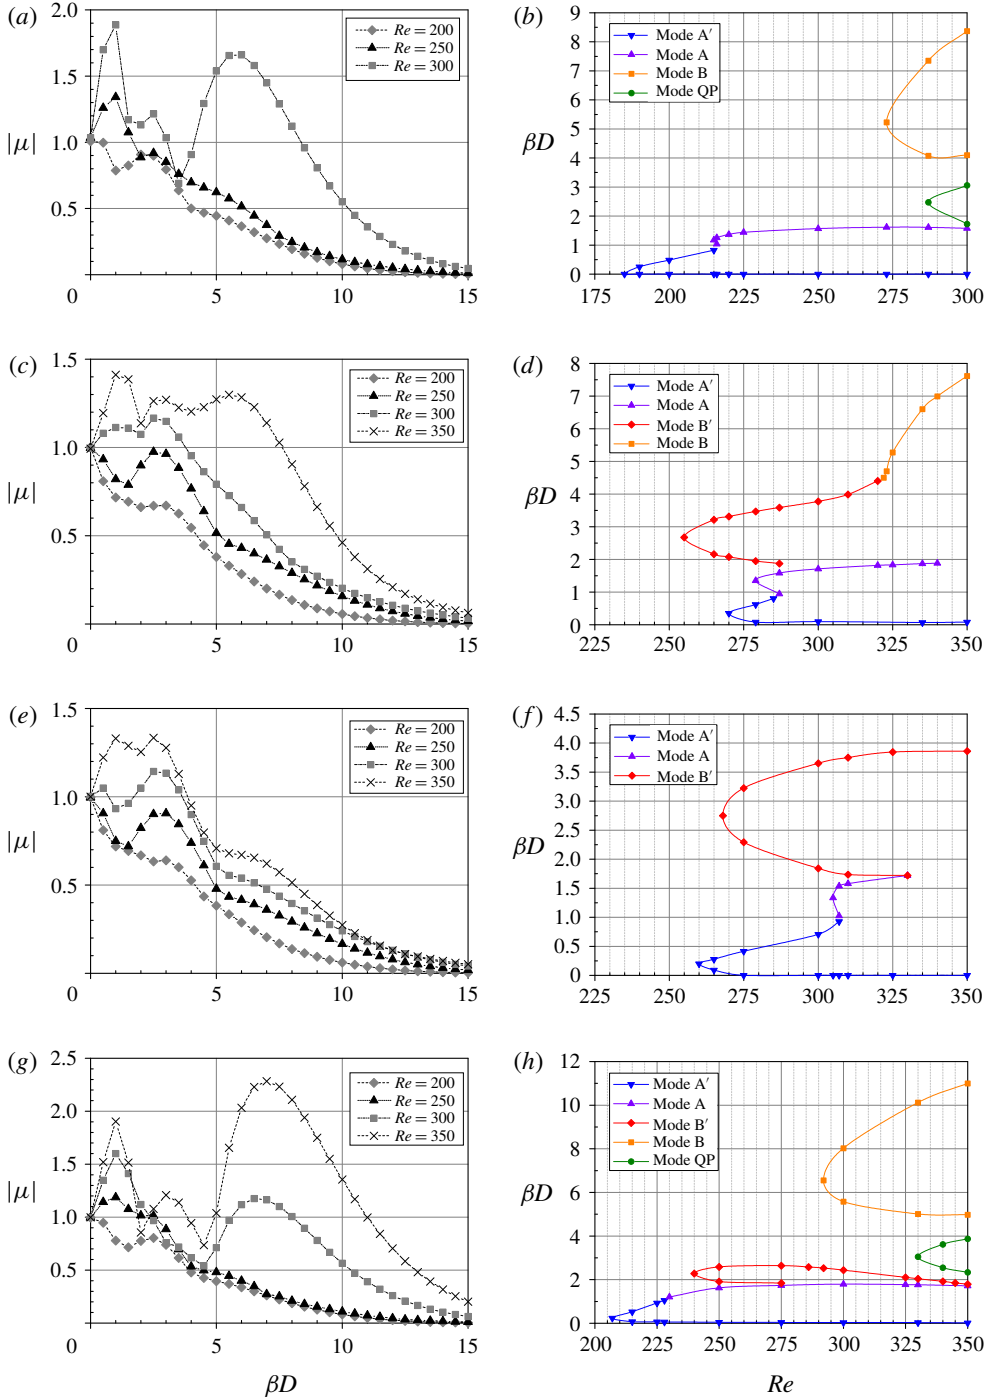 (a)
2.0
1.5
1.0
0.5
|μ|
0
5
10
15
Re = 200
Re = 250
Re = 300
(b)
9
8
7
6
5
4
3
2
1
0
βD
175
200
225
250
275
300
Mode A′
Mode A
Mode B
Mode QP
(c)
1.5
1.0
0.5
|μ|
0
5
10
15
Re = 200
Re = 250
Re = 300
Re = 350
(d)
8
7
6
5
4
3
2
1
0
βD
225
250
275
300
325
350
Mode A′
Mode A
Mode B′
Mode B
(e)
1.5
1.0
0.5
|μ|
0
5
10
15
Re = 200
Re = 250
Re = 300
Re = 350
(f)
4.5
4.0
3.5
3.0
2.5
2.0
1.5
1.0
0.5
0
βD
225
250
275
300
325
350
Mode A′
Mode A
Mode B′
(g)
2.5
2.0
1.5
1.0
0.5
|μ|
0
5
10
15
βD
Re = 200
Re = 250
Re = 300
Re = 350
(h)
12
10
8
6
4
2
0
βD
200
225
250
275
300
325
350
Re
Mode A′
Mode A
Mode B′
Mode B
Mode QP